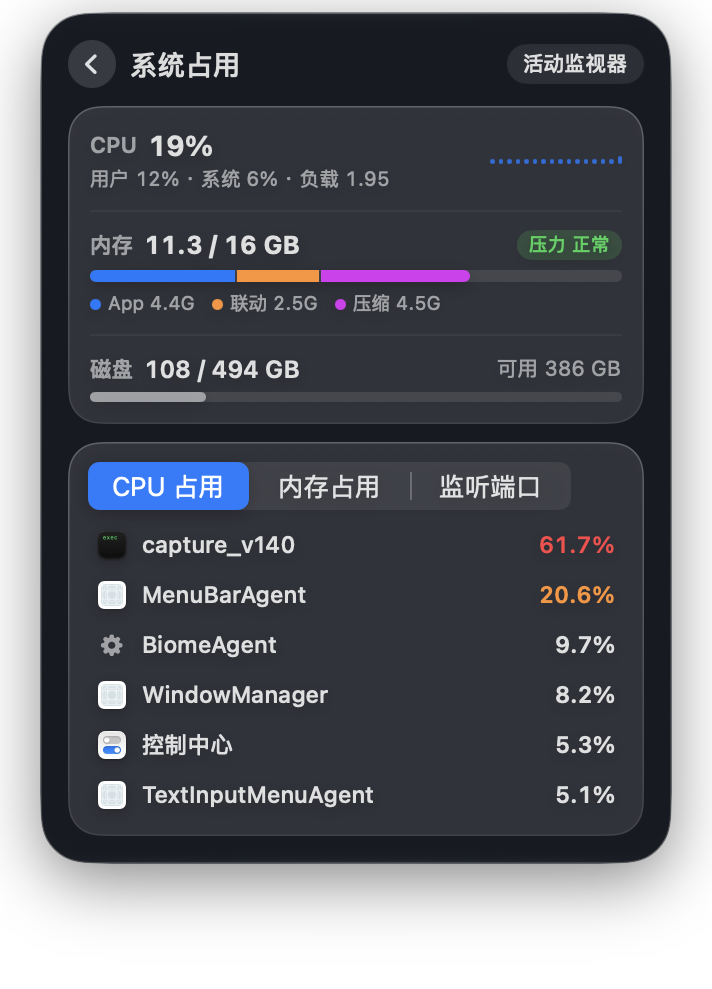 系统占用 活动监视器
CPU 19%
用户 12% · 系统 6% · 负载 1.95
内存 11.3 / 16 GB 压力 正常
App 4.4G 联动 2.5G 压缩 4.5G
磁盘 108 / 494 GB 可用 386 GB
CPU 占用 内存占用 监听端口
exec capture_v140 61.7%
MenuBarAgent 20.6%
BiomeAgent 9.7%
WindowManager 8.2%
控制中心 5.3%
TextInputMenuAgent 5.1%